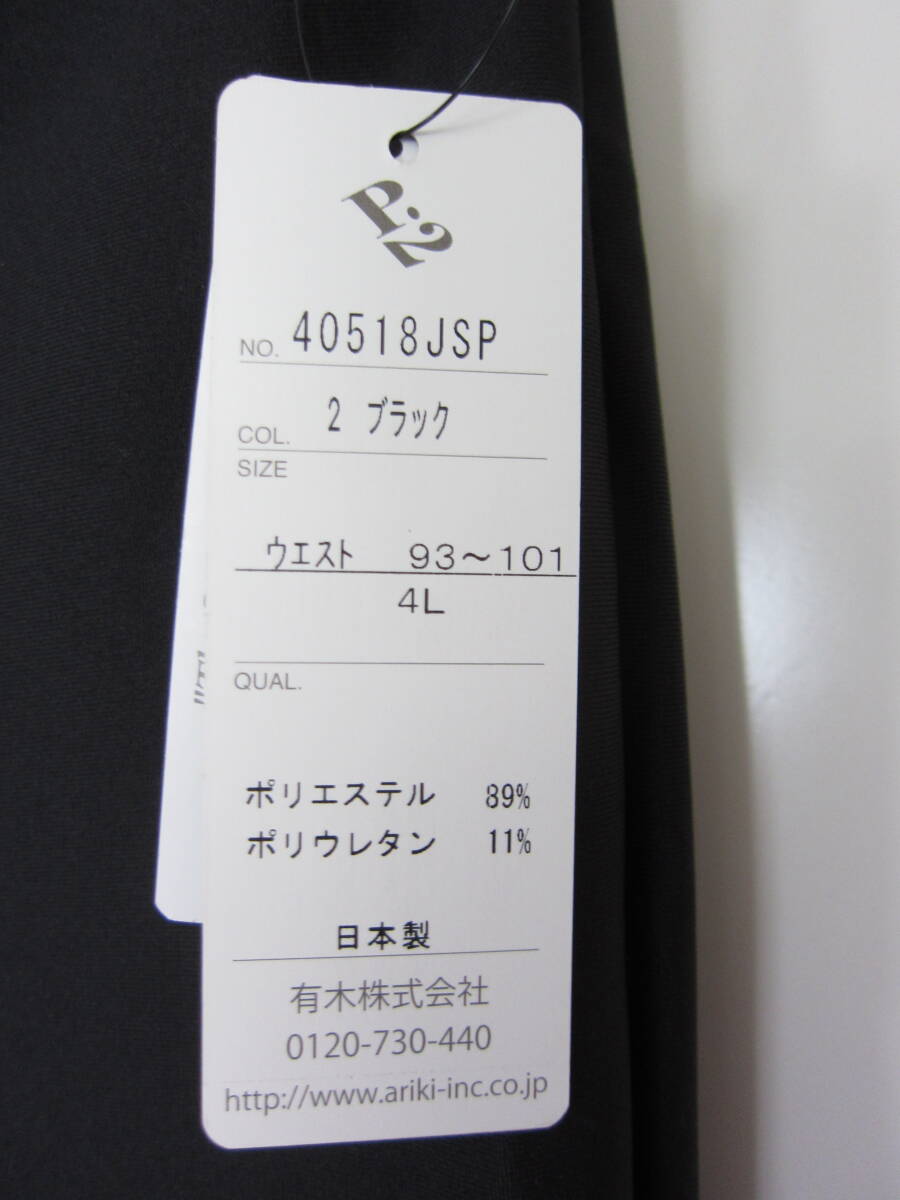 P.2
NO. 40518JSP
COL. 2 ブラック
SIZE
ウエスト 93～101
4L
QUAL.
ポリエステル 89%
ポリウレタン 11%
日本製
有木株式会社
0120-730-440
http://www.ariki-inc.co.jp